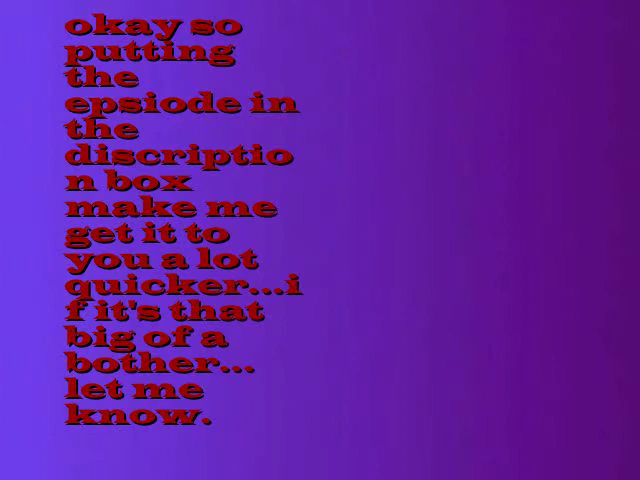 okay so
putting
the
epsiode in
the
discriptio
n box
make me
get it to
you a lot
quicker...i
f it's that
big of a
bother...
let me
know.